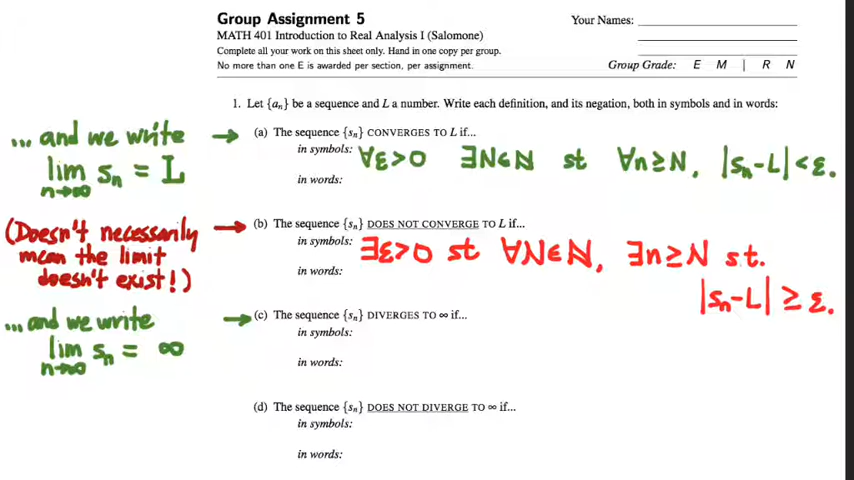 Group Assignment 5
Your Names:
MATH 401 Introduction to Real Analysis I (Salomone)
Complete all your work on this sheet only. Hand in one copy per group.
No more than one E is awarded per section, per assignment.
Group Grade: E M | R N
1. Let {aₙ} be a sequence and L a number. Write each definition, and its negation, both in symbols and in words:
... and we write
lim sₙ = L
n→∞
(a) The sequence {sₙ} CONVERGES TO L if...
in symbols: ∀ε>0 ∃N∈ℕ st ∀n≥N, |sₙ-L|<ε.
in words:
(Doesn't necessarily
mean the limit
doesn't exist!)
(b) The sequence {sₙ} DOES NOT CONVERGE TO L if...
in symbols: ∃ε>0 st ∀N∈ℕ, ∃n≥N st.
|sₙ-L| ≥ ε.
in words:
... and we write
lim sₙ = ∞
n→∞
(c) The sequence {sₙ} DIVERGES TO ∞ if...
in symbols:
in words:
(d) The sequence {sₙ} DOES NOT DIVERGE TO ∞ if...
in symbols:
in words: